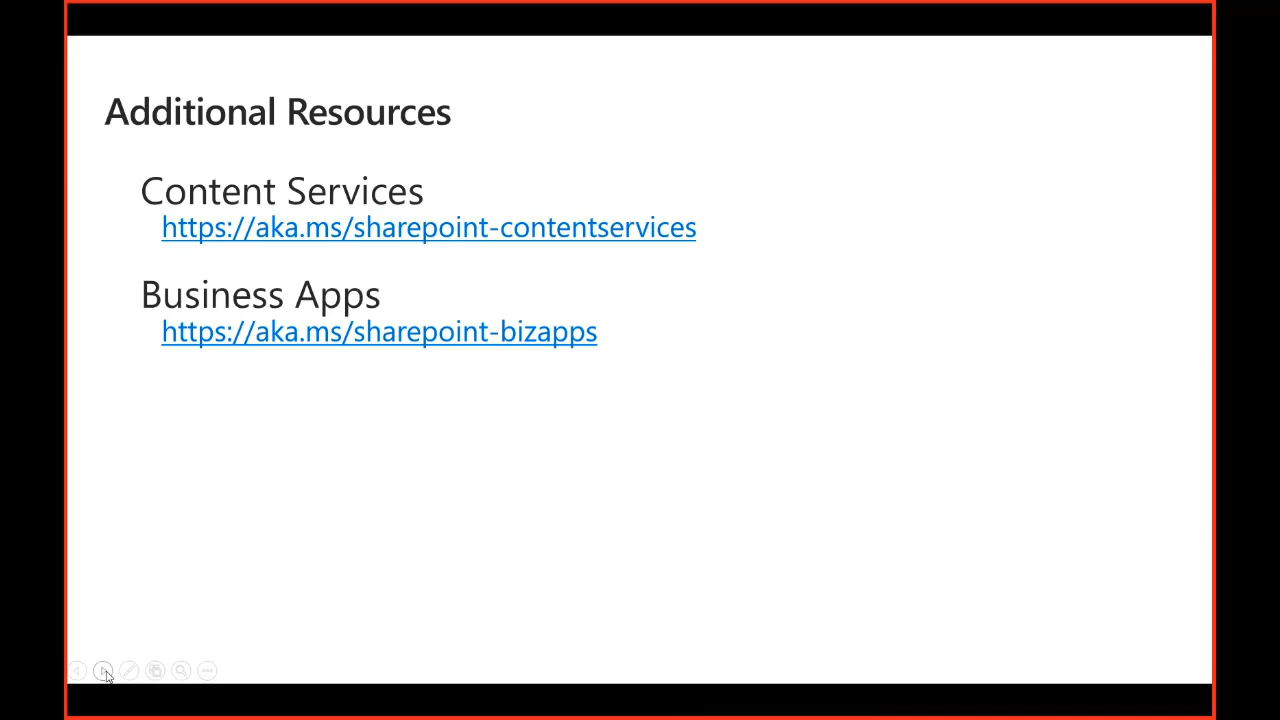 Additional Resources
Content Services
https://aka.ms/sharepoint-contentservices
Business Apps
https://aka.ms/sharepoint-bizapps